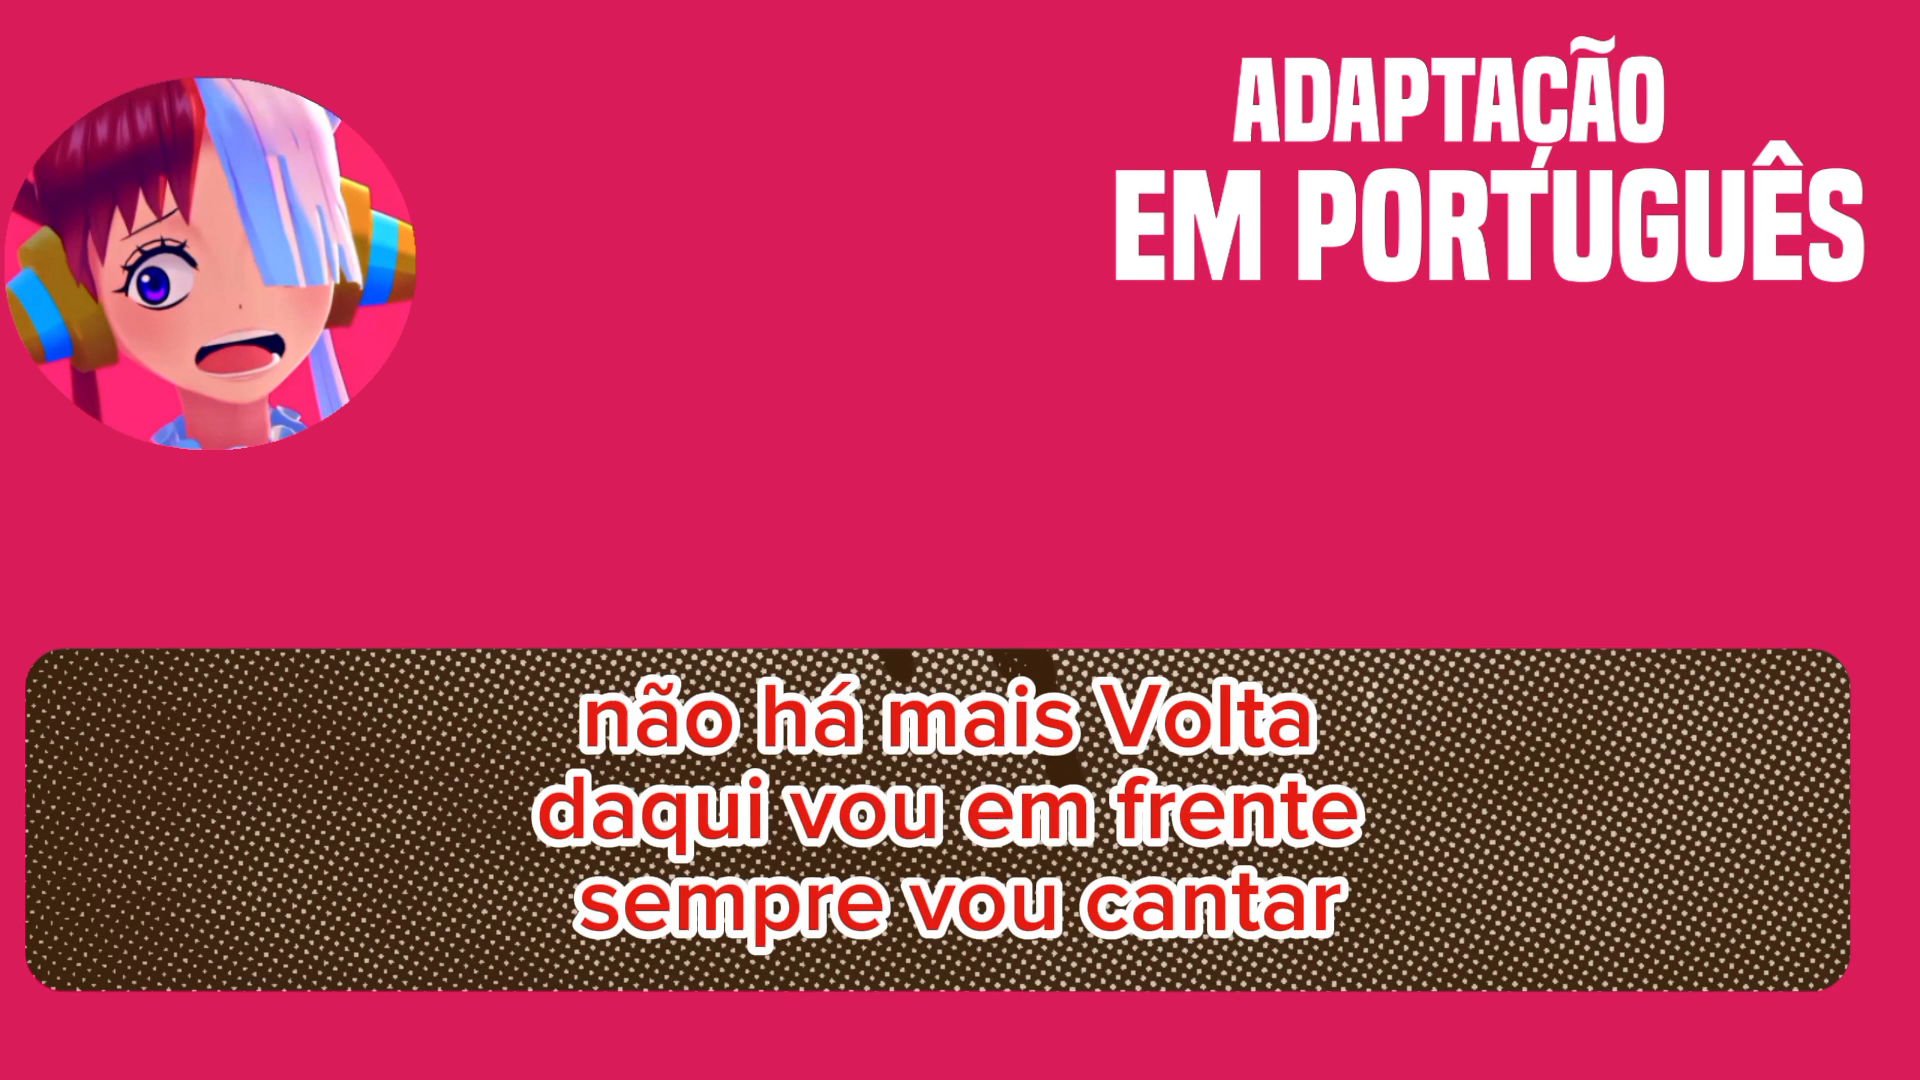 ADAPTAÇÃO
EM PORTUGUÊS
não há mais Volta
daqui vou em frente
sempre vou cantar